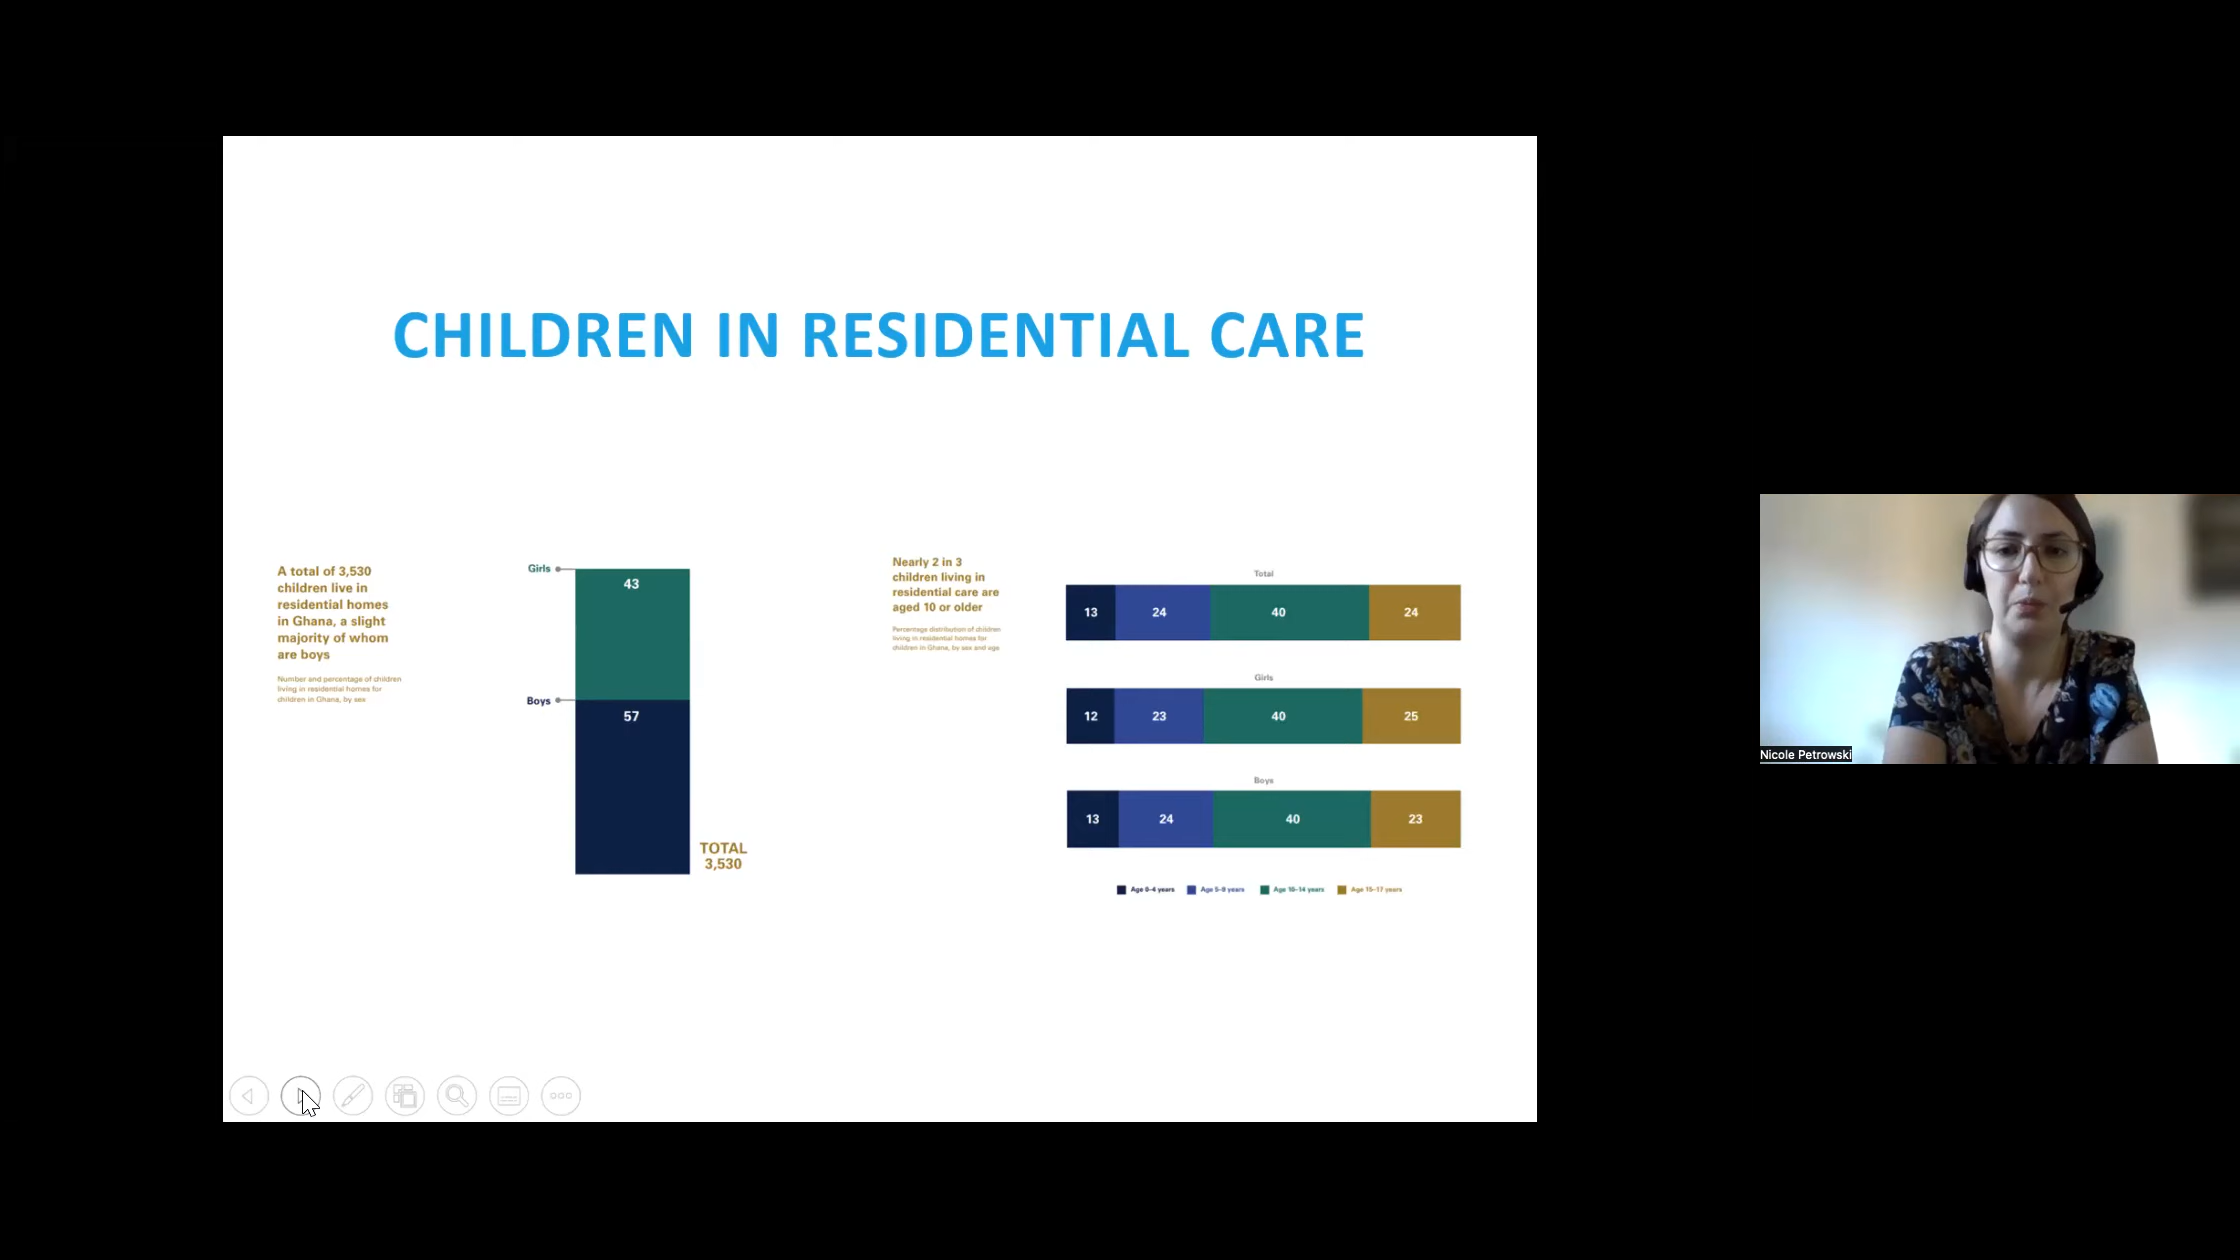 CHILDREN IN RESIDENTIAL CARE
A total of 3,530
children live in
residential homes
in Ghana, a slight
majority of whom
are boys
Number and percentage of children
living in residential homes for
children in Ghana, by sex
Girls
43
Boys
57
TOTAL
3,530
Nearly 2 in 3
children living in
residential care are
aged 10 or older
Percentage distribution of children
living in residential homes for
children in Ghana, by sex and age
Total
13 24 40 24
Girls
12 23 40 25
Boys
13 24 40 23
Age 0-4 years Age 5-9 years Age 10-14 years Age 15-17 years
Nicole Petrowski